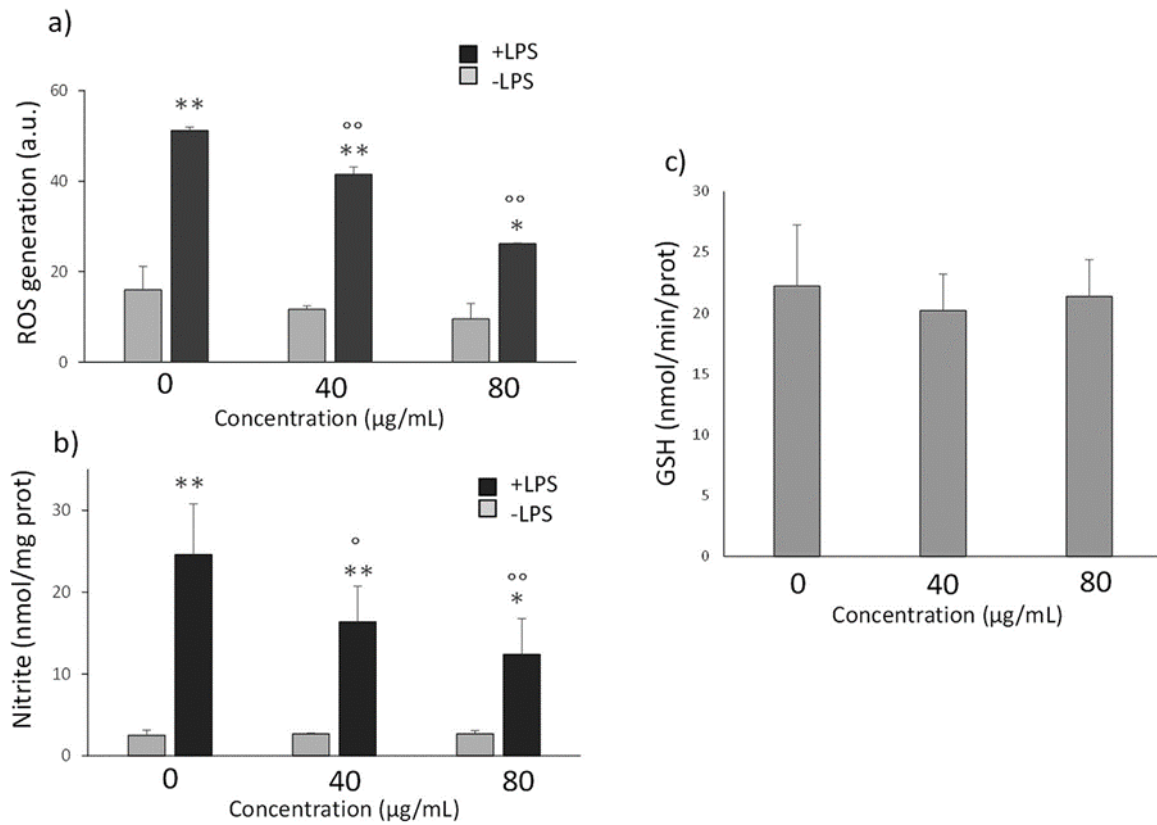 a)
+LPS
-LPS
ROS generation (a.u.)
60
40
20
0
**
°°
**
°°
*
0 40 80
Concentration (µg/mL)
b)
+LPS
-LPS
Nitrite (nmol/mg prot)
30
20
10
0
**
°
**
°°
*
0 40 80
Concentration (µg/mL)
c)
GSH (nmol/min/prot)
30
25
20
15
10
5
0
0 40 80
Concentration (µg/mL)